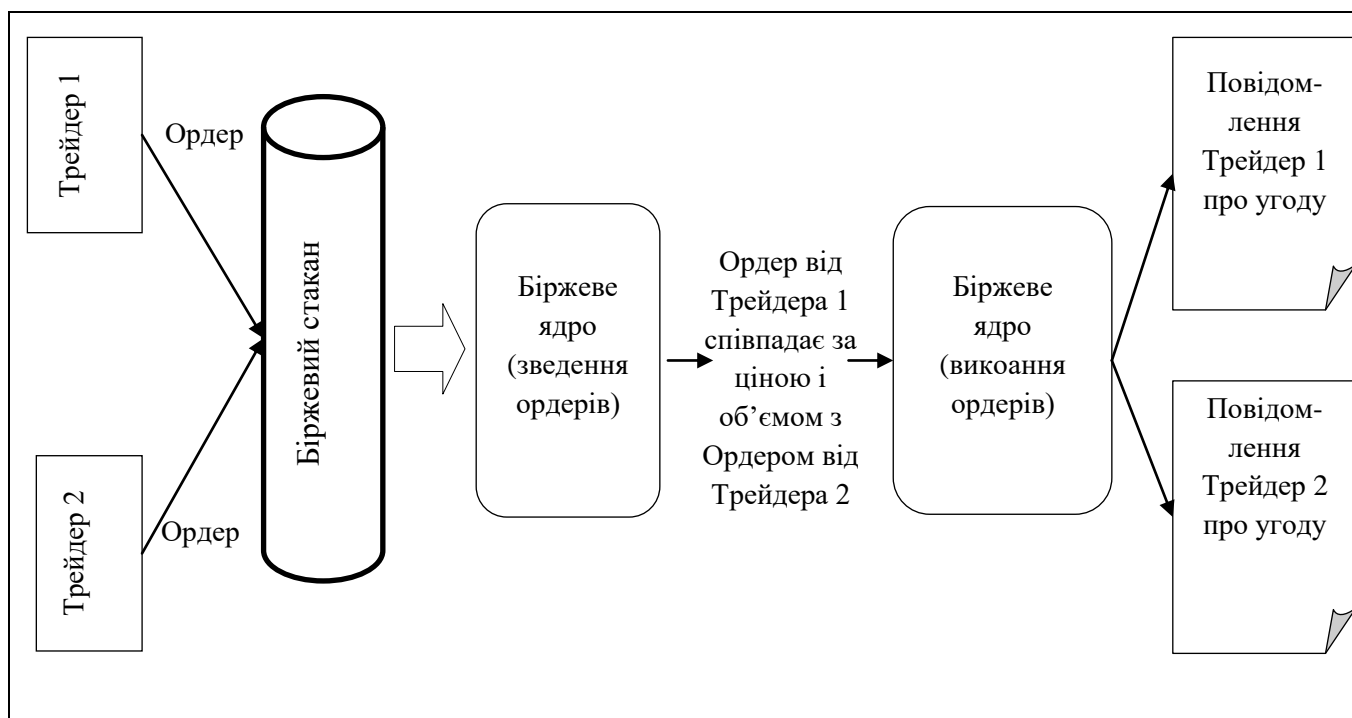 Трейдер 1
Ордер
Трейдер 2
Ордер
Біржевий стакан
Біржеве
ядро
(зведення
ордерів)
Ордер від
Трейдера 1
співпадає за
ціною і
об’ємом з
Ордером від
Трейдера 2
Біржеве
ядро
(викоання
ордерів)
Повідом-
лення
Трейдер 1
про угоду
Повідом-
лення
Трейдер 2
про угоду